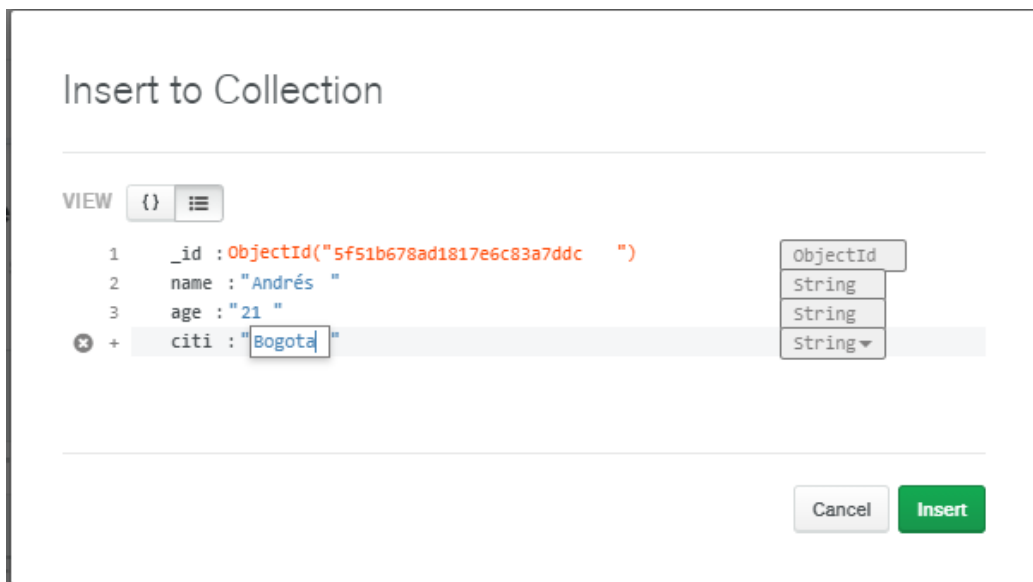 Insert to Collection
VIEW {}
1 _id : ObjectId("5f51b678ad1817e6c83a7ddc ") ObjectId
2 name : "Andrés " String
3 age : "21 " String
+ citi : "Bogota " String
Cancel Insert